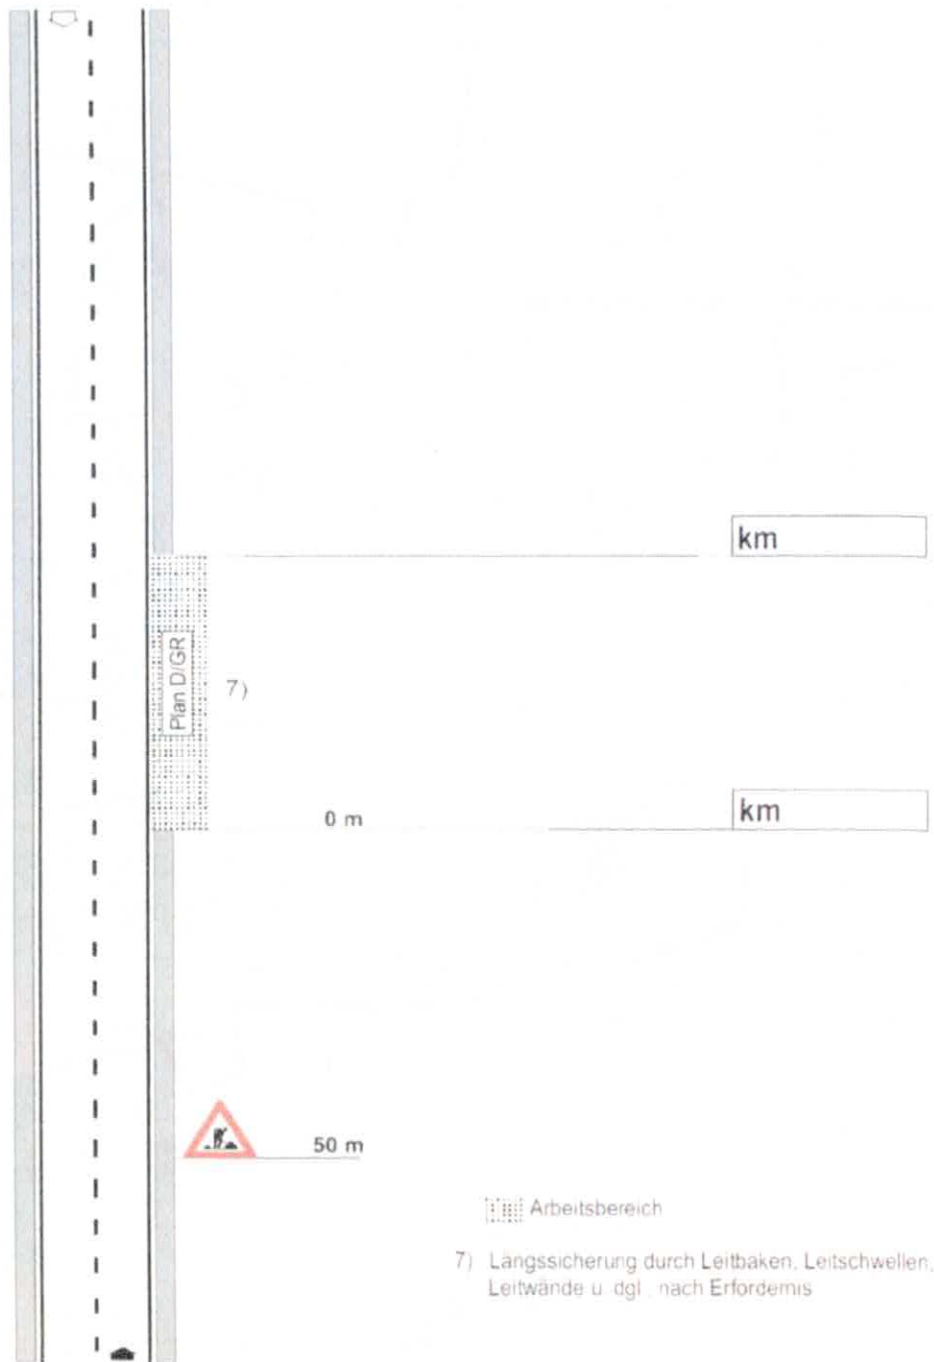 km
Plan D/GR
7)
0 m
km
50 m
Arbeitsbereich
7) Längssicherung durch Leitbaken, Leitschwellen,
Leitwände u. dgl., nach Erfordernis